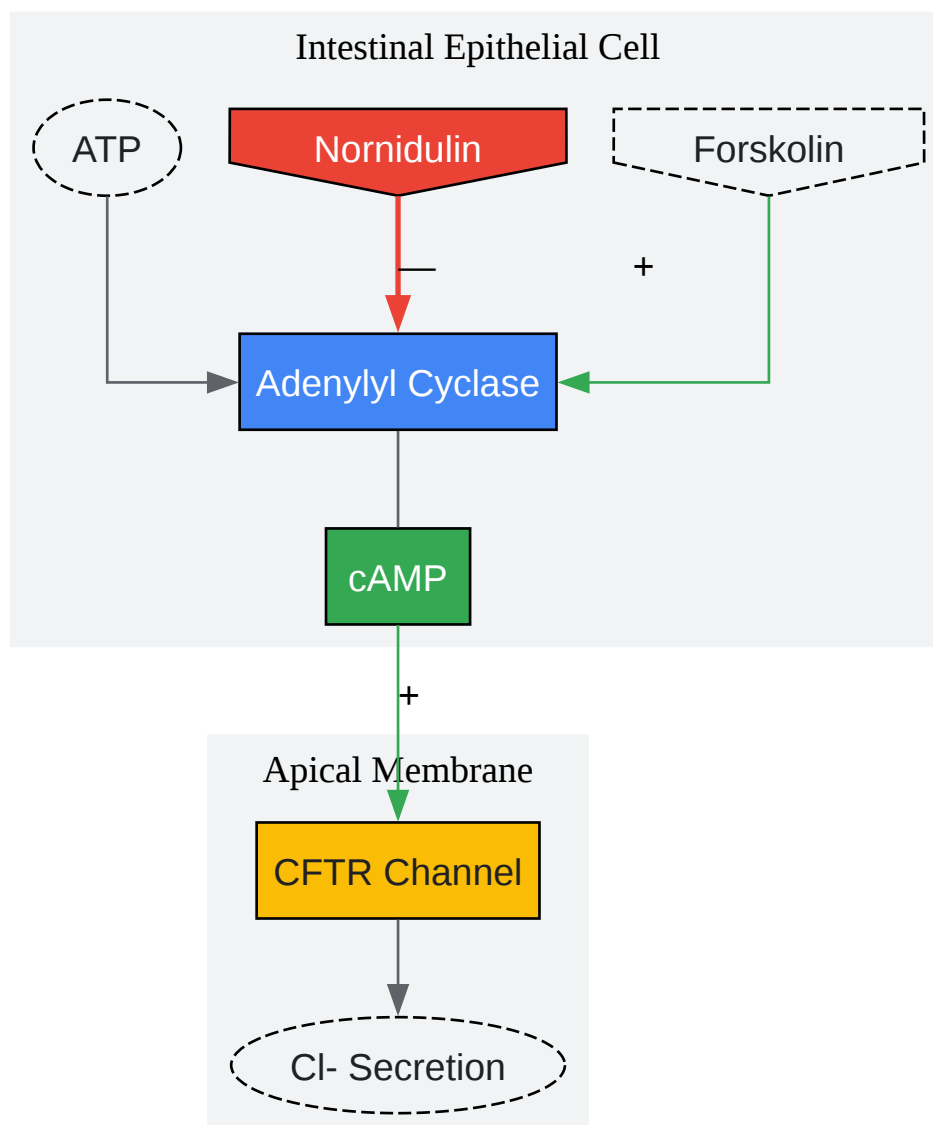 Intestinal Epithelial Cell
ATP
Nornidulin
Forskolin
—
+
Adenylyl Cyclase
cAMP
+
Apical Membrane
CFTR Channel
Cl- Secretion